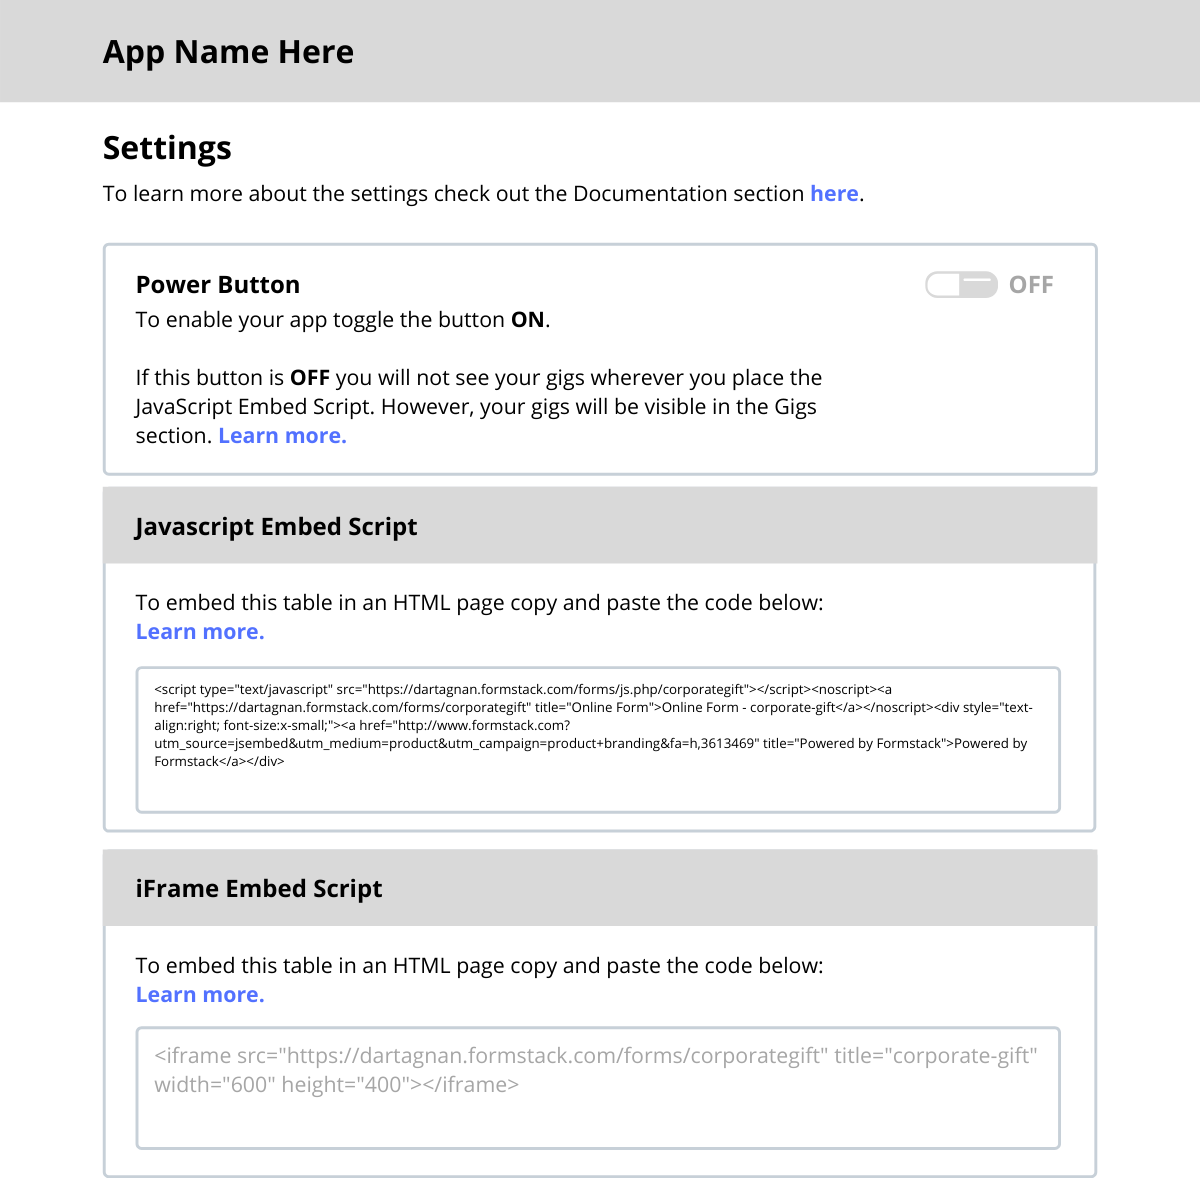 App Name Here
Settings
To learn more about the settings check out the Documentation section here.
Power Button
OFF
To enable your app toggle the button ON.
If this button is OFF you will not see your gigs wherever you place the
JavaScript Embed Script. However, your gigs will be visible in the Gigs
section. Learn more.
Javascript Embed Script
To embed this table in an HTML page copy and paste the code below:
Learn more.
<script type="text/javascript" src="https://dartagnan.formstack.com/forms/js.php/corporategift"></script><noscript><a
href="https://dartagnan.formstack.com/forms/corporategift" title="Online Form">Online Form - corporate-gift</a></noscript><div style="text-
align:right; font-size:x-small;"><a href="http://www.formstack.com?
utm_source=jsembed&utm_medium=product&utm_campaign=product+branding&fa=h,3613469" title="Powered by Formstack">Powered by
Formstack</a></div>
iFrame Embed Script
To embed this table in an HTML page copy and paste the code below:
Learn more.
<iframe src="https://dartagnan.formstack.com/forms/corporategift" title="corporate-gift"
width="600" height="400"></iframe>